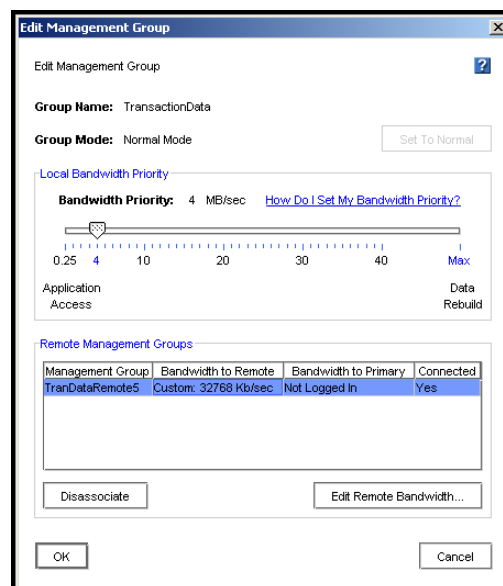 Edit Management Group
Edit Management Group
?
Group Name: TransactionData
Group Mode: Normal Mode
Set To Normal
Local Bandwidth Priority
Bandwidth Priority: 4 MB/sec How Do I Set My Bandwidth Priority?
0.25 4 10 20 30 40 Max
Application Access
Data Rebuild
Remote Management Groups
Management Group Bandwidth to Remote Bandwidth to Primary Connected
TranDataRemote5 Custom: 32768 Kb/sec Not Logged In Yes
Disassociate Edit Remote Bandwidth...
OK Cancel